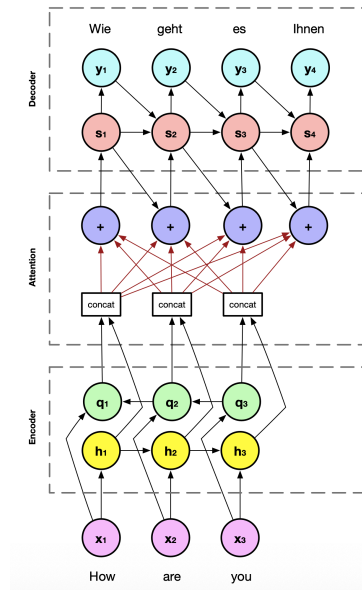 Wie geht es Ihnen
y1 y2 y3 y4
Decoder
s1 s2 s3 s4
+ + + +
Attention
concat concat concat
q1 q2 q3
Encoder
h1 h2 h3
x1 x2 x3
How are you